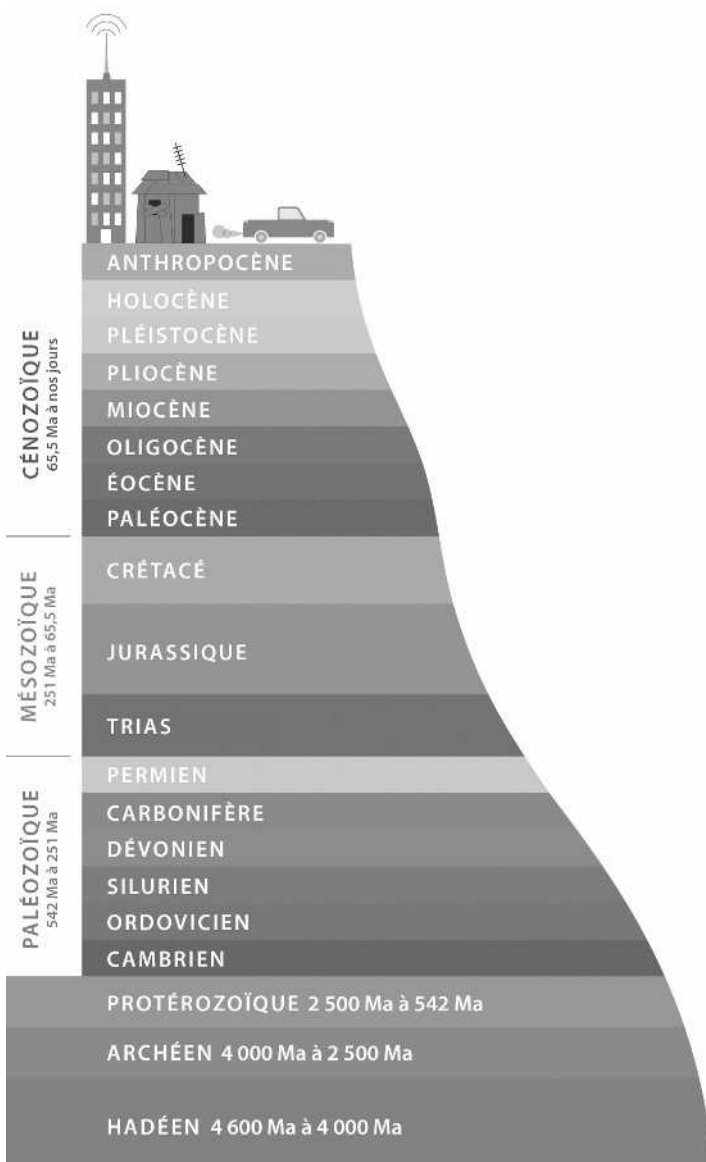 ANTHROPOCÈNE
HOLOCÈNE
PLÉISTOCÈNE
PLIOCÈNE
MIOCÈNE
OLIGOCÈNE
ÉOCÈNE
PALÉOCÈNE
CÉNOZOÏQUE
65,5 Ma à nos jours
CRÉTACÉ
JURASSIQUE
TRIAS
MÉSOZOÏQUE
251 Ma à 65,5 Ma
PERMIEN
CARBONIFÈRE
DÉVONIEN
SILURIEN
ORDOVICIEN
CAMBRIEN
PALÉOZOÏQUE
542 Ma à 251 Ma
PROTÉROZOÏQUE 2 500 Ma à 542 Ma
ARCHÉEN 4 000 Ma à 2 500 Ma
HADÉEN 4 600 Ma à 4 000 Ma